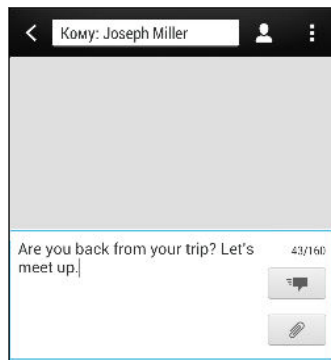 Кому: Joseph Miller
Are you back from your trip? Let's
meet up.
43/160